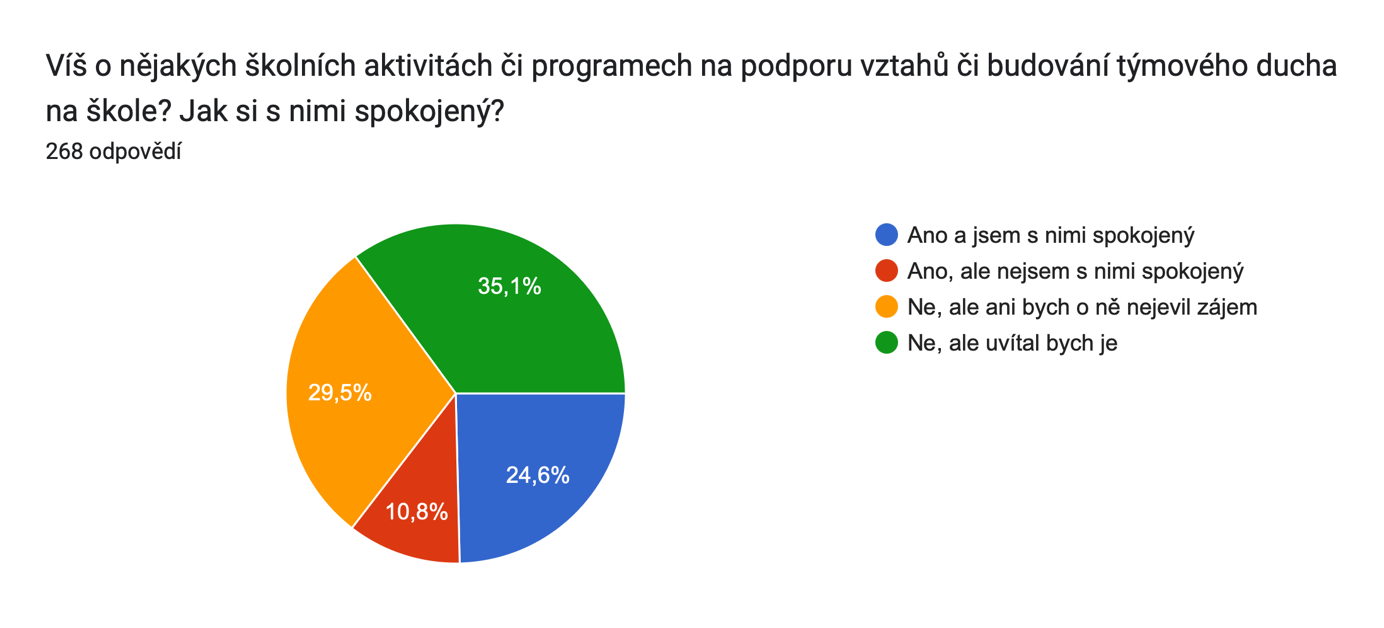 Víš o nějakých školních aktivitách či programech na podporu vztahů či budování týmového ducha
na škole? Jak si s nimi spokojený?
268 odpovědí
35,1%
29,5%
24,6%
10,8%
Ano a jsem s nimi spokojený
Ano, ale nejsem s nimi spokojený
Ne, ale ani bych o ně nejevil zájem
Ne, ale uvítal bych je